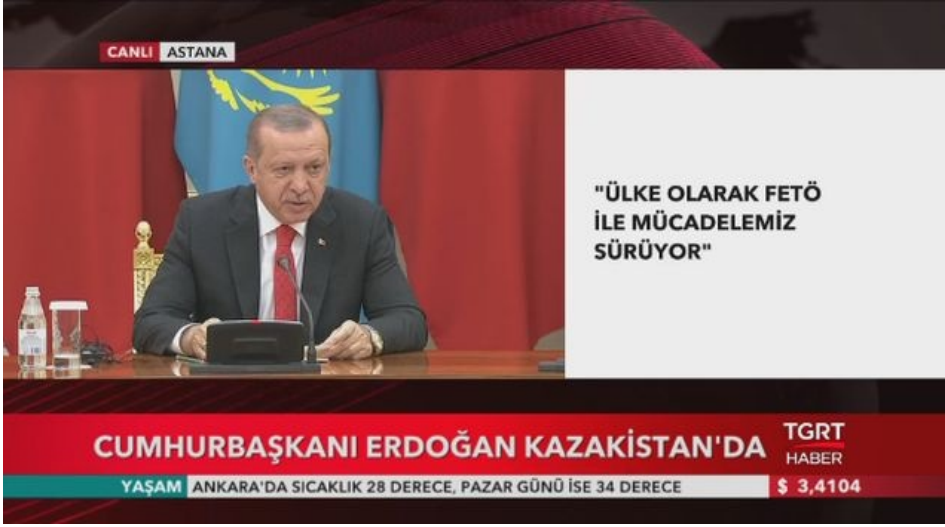 CANLI ASTANA
"ÜLKE OLARAK FETÖ
İLE MÜCADELEMİZ
SÜRÜYOR"
CUMHURBAŞKANI ERDOĞAN KAZAKİSTAN'DA
TGRT
HABER
YAŞAM ANKARA'DA SICAKLIK 28 DERECE, PAZAR GÜNÜ İSE 34 DERECE
$ 3,4104